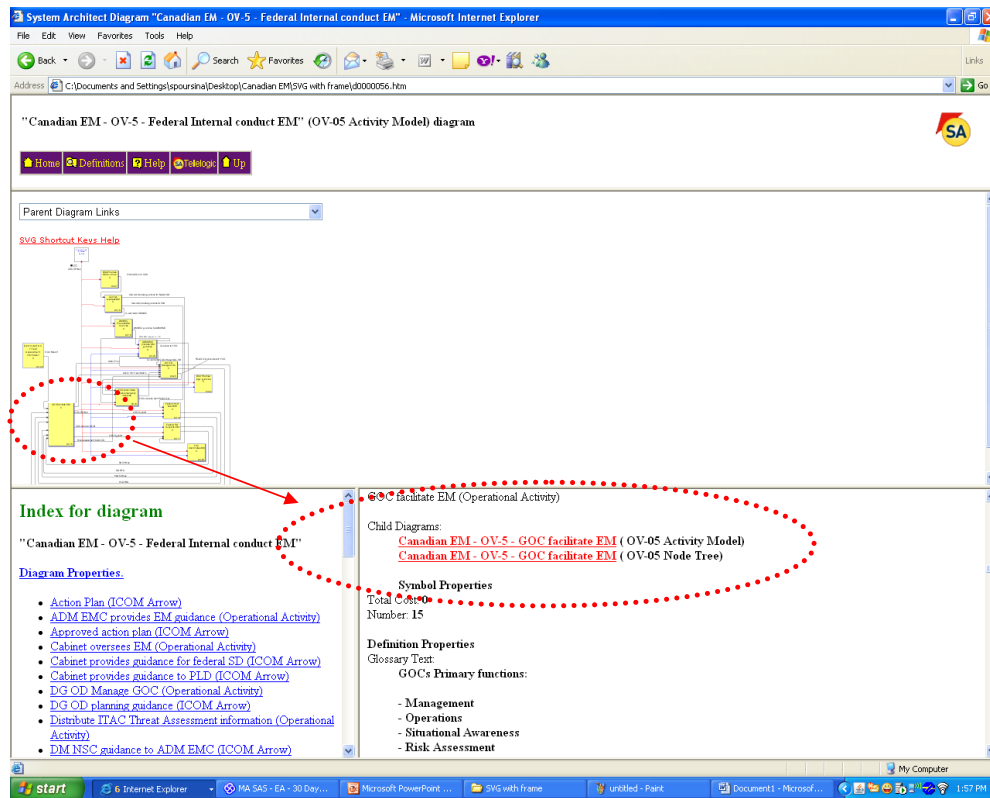 System Architect Diagram "Canadian EM - OV-5 - Federal Internal conduct EM" - Microsoft Internet Explorer
File Edit View Favorites Tools Help
Back Search Favorites Links
Address C:\Documents and Settings\spoursina\Desktop\Canadian EM\SVG with frame\d0000056.htm Go
"Canadian EM - OV-5 - Federal Internal conduct EM" (OV-05 Activity Model) diagram
SA
Home Definitions Help Telelogic Up
Parent Diagram Links
SVG Shortcut Keys Help
Index for diagram
"Canadian EM - OV-5 - Federal Internal conduct EM"
Diagram Properties.
Action Plan (ICOM Arrow)
ADM EMC provides EM guidance (Operational Activity)
Approved action plan (ICOM Arrow)
Cabinet oversees EM (Operational Activity)
Cabinet provides guidance for federal SD (ICOM Arrow)
Cabinet provides guidance to PLD (ICOM Arrow)
DG OD Manage GOC (Operational Activity)
DG OD planning guidance (ICOM Arrow)
Distribute ITAC Threat Assessment information (Operational
Activity)
DM NSC guidance to ADM EMC (ICOM Arrow)
GOC facilitate EM (Operational Activity)
Child Diagrams:
Canadian EM - OV-5 - GOC facilitate EM ( OV-05 Activity Model)
Canadian EM - OV-5 - GOC facilitate EM ( OV-05 Node Tree)
Symbol Properties
Total Cost: 0
Number: 15
Definition Properties
Glossary Text:
GOCs Primary functions:
- Management
- Operations
- Situational Awareness
- Risk Assessment
My Computer
start 6 Internet Explorer MA SAS - EA - 30 Day... Microsoft PowerPoint ... SVG with frame untitled - Paint Document1 - Microsof... 1:57 PM